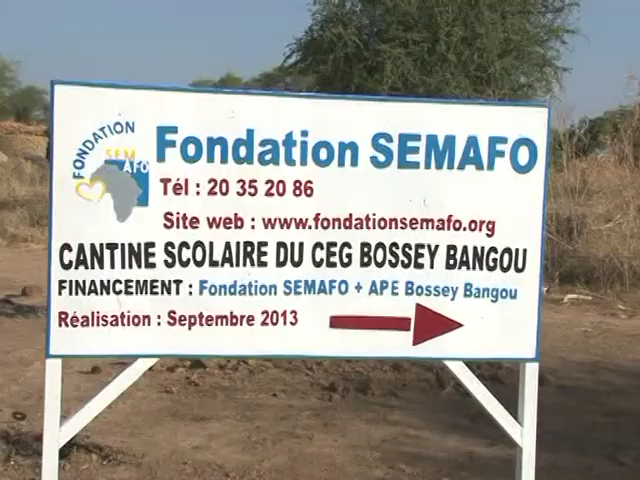 FONDATION
SEM
AFO
Fondation SEMAFO
Tél : 20 35 20 86
Site web : www.fondationsemafo.org
CANTINE SCOLAIRE DU CEG BOSSEY BANGOU
FINANCEMENT : Fondation SEMAFO + APE Bossey Bangou
Réalisation : Septembre 2013